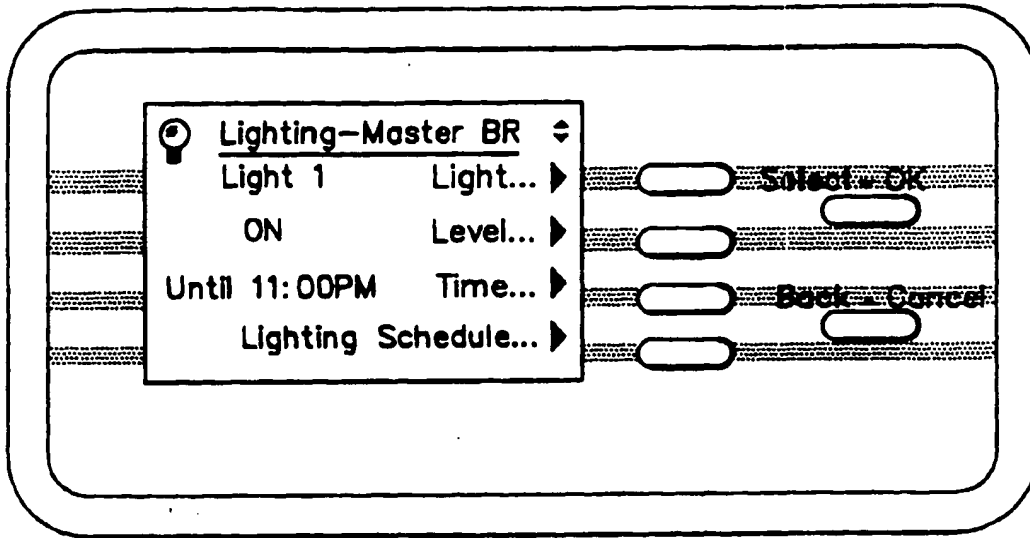 Lighting-Master BR
Light 1 Light...
ON Level...
Until 11:00PM Time...
Lighting Schedule...
Select - OK
Back - Cancel